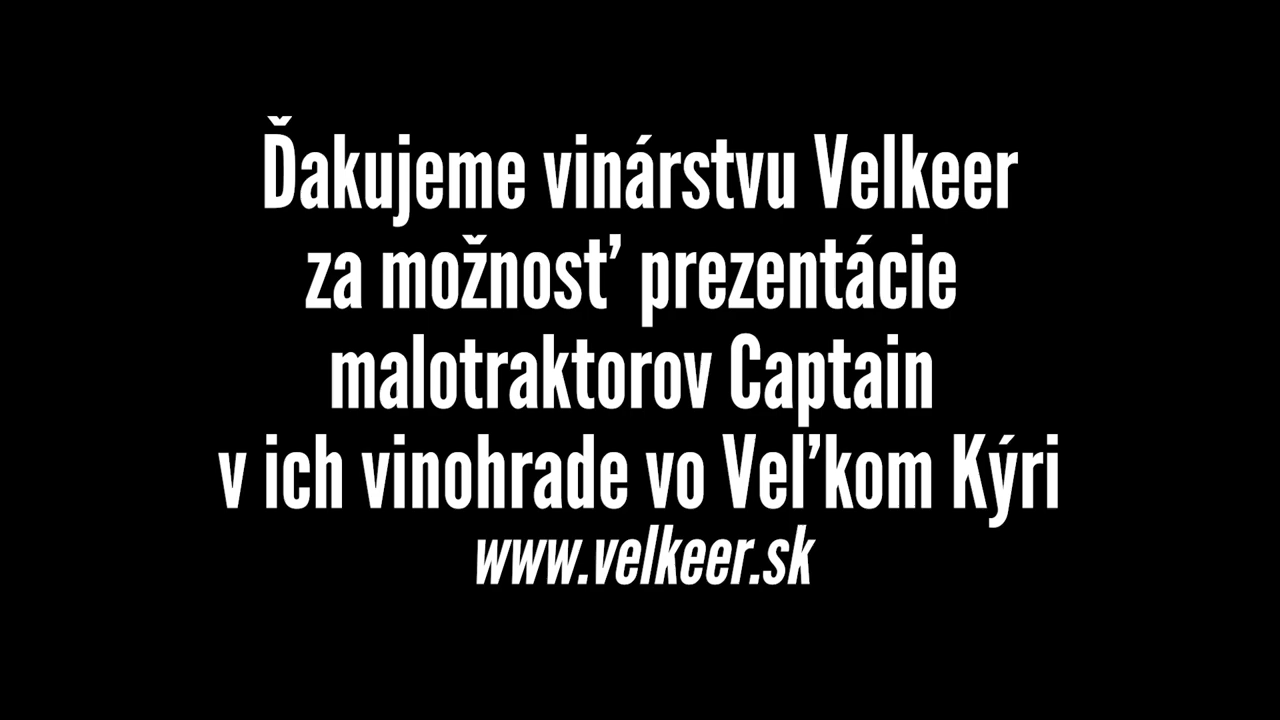 Ďakujeme vinárstvu Velkeer
za možnosť prezentácie
malotraktorov Captain
v ich vinohrade vo Veľkom Kýri
www.velkeer.sk